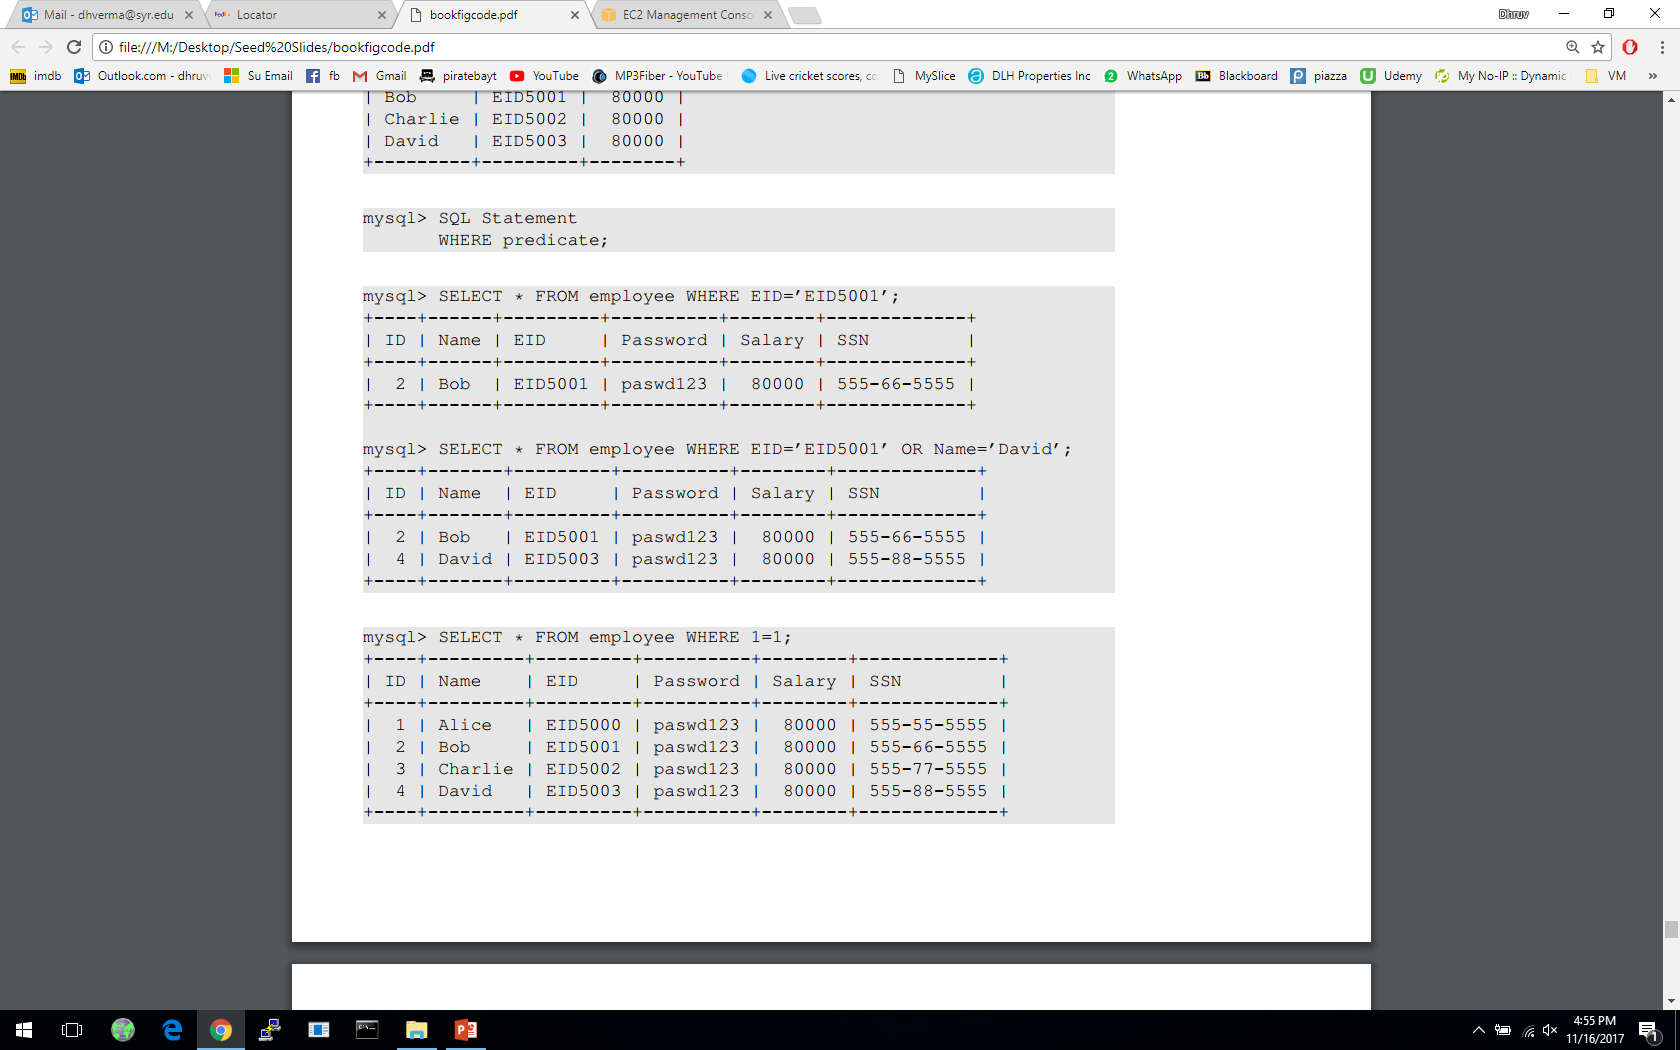 Mail - dhverma@syr.edu
FedEx Locator
bookfigcode.pdf
EC2 Management Conso
Dhruv
file:///M:/Desktop/Seed%20Slides/bookfigcode.pdf
IMDb imdb Outlook.com - dhruv Su Email fb Gmail piratebayt YouTube MP3Fiber - YouTube Live cricket scores, co MySlice DLH Properties Inc 2 WhatsApp Bb Blackboard piazza Udemy My No-IP :: Dynamic VM »
| Bob     | EID5001 |  80000 |
| Charlie | EID5002 |  80000 |
| David   | EID5003 |  80000 |
+---------+---------+--------+
mysql> SQL Statement
       WHERE predicate;
mysql> SELECT * FROM employee WHERE EID=’EID5001’;
+----+------+---------+----------+--------+-------------+
| ID | Name | EID     | Password | Salary | SSN         |
+----+------+---------+----------+--------+-------------+
|  2 | Bob  | EID5001 | paswd123 |  80000 | 555-66-5555 |
+----+------+---------+----------+--------+-------------+
mysql> SELECT * FROM employee WHERE EID=’EID5001’ OR Name=’David’;
+----+-------+---------+----------+--------+-------------+
| ID | Name  | EID     | Password | Salary | SSN         |
+----+-------+---------+----------+--------+-------------+
|  2 | Bob   | EID5001 | paswd123 |  80000 | 555-66-5555 |
|  4 | David | EID5003 | paswd123 |  80000 | 555-88-5555 |
+----+-------+---------+----------+--------+-------------+
mysql> SELECT * FROM employee WHERE 1=1;
+----+---------+---------+----------+--------+-------------+
| ID | Name    | EID     | Password | Salary | SSN         |
+----+---------+---------+----------+--------+-------------+
|  1 | Alice   | EID5000 | paswd123 |  80000 | 555-55-5555 |
|  2 | Bob     | EID5001 | paswd123 |  80000 | 555-66-5555 |
|  3 | Charlie | EID5002 | paswd123 |  80000 | 555-77-5555 |
|  4 | David   | EID5003 | paswd123 |  80000 | 555-88-5555 |
+----+---------+---------+----------+--------+-------------+
4:55 PM
11/16/2017
1